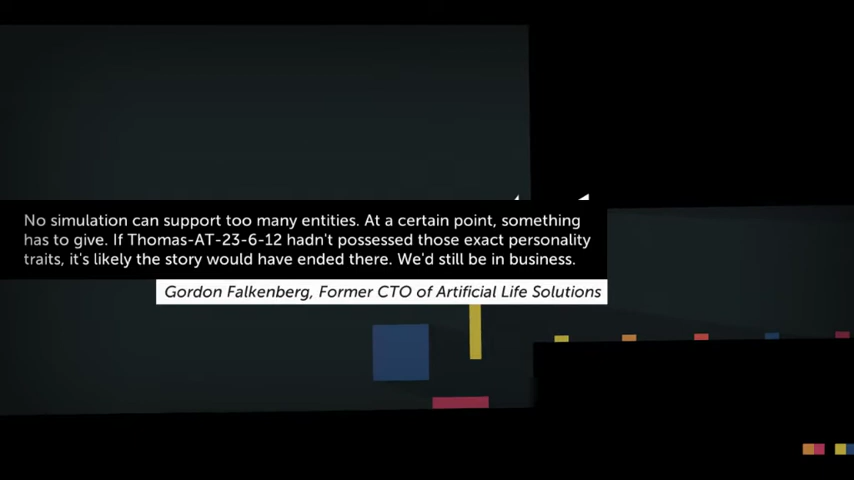 No simulation can support too many entities. At a certain point, something
has to give. If Thomas-AT-23-6-12 hadn't possessed those exact personality
traits, it's likely the story would have ended there. We'd still be in business.
Gordon Falkenberg, Former CTO of Artificial Life Solutions